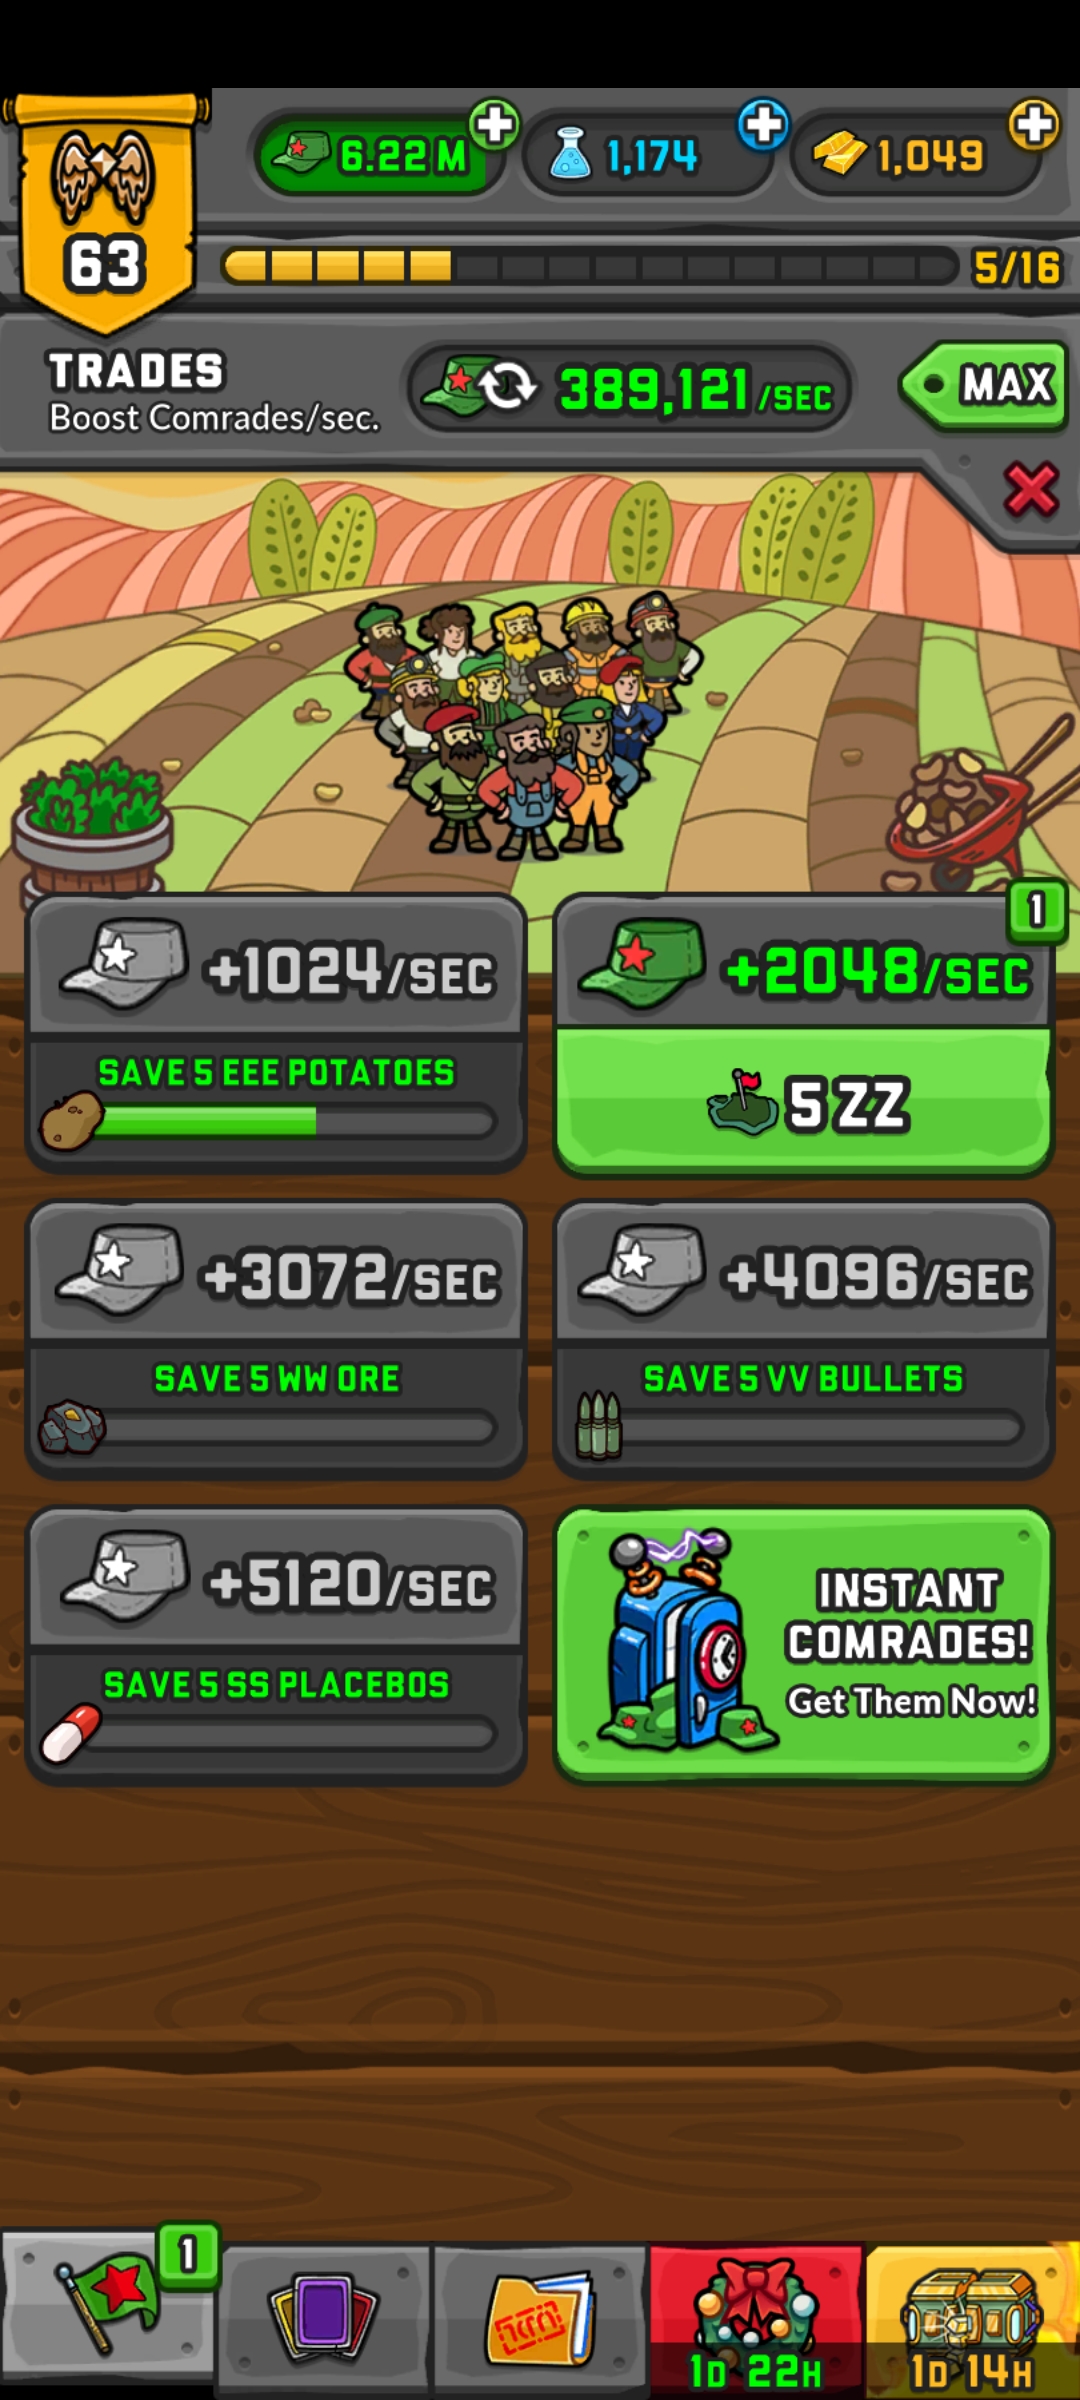 6.22 M
1,174
1,049
63
5/16
TRADES
Boost Comrades/sec.
389,121 /SEC
MAX
+1024/SEC
SAVE 5 EEE POTATOES
1
+2048/SEC
5 ZZ
+3072/SEC
SAVE 5 WW ORE
+4096/SEC
SAVE 5 VV BULLETS
+5120/SEC
SAVE 5 SS PLACEBOS
INSTANT
COMRADES!
Get Them Now!
1
1D 22H
1D 14H